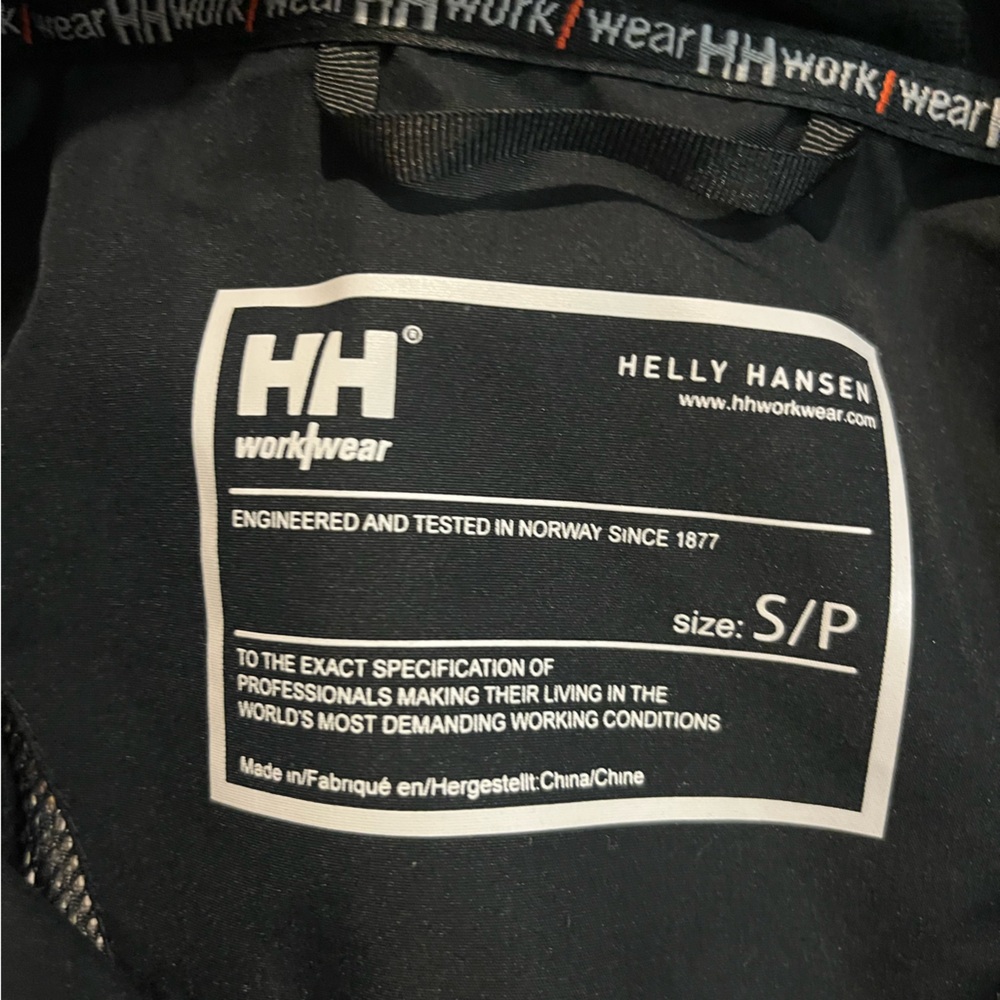 k/wear HH work/wear HH work/wear HH work/wear
HH®
work/wear
HELLY HANSEN
www.hhworkwear.com
ENGINEERED AND TESTED IN NORWAY SINCE 1877
size: S/P
TO THE EXACT SPECIFICATION OF
PROFESSIONALS MAKING THEIR LIVING IN THE
WORLD'S MOST DEMANDING WORKING CONDITIONS
Made in/Fabriqué en/Hergestellt:China/Chine